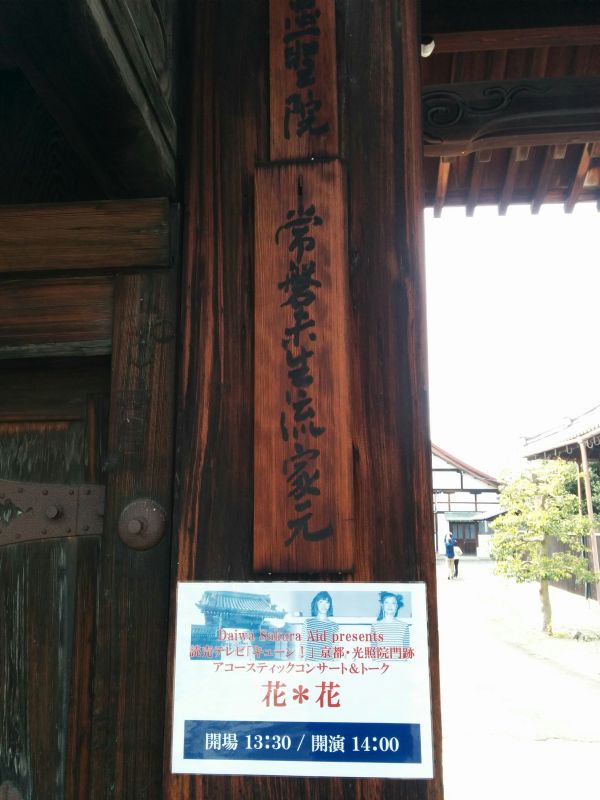 聖院
常磐未生流家元
Daiwa Sakura Aid presents
読売テレビ「キューン！」京都・光照院門跡
アコースティックコンサート＆トーク
花＊花
開場 13:30 / 開演 14:00